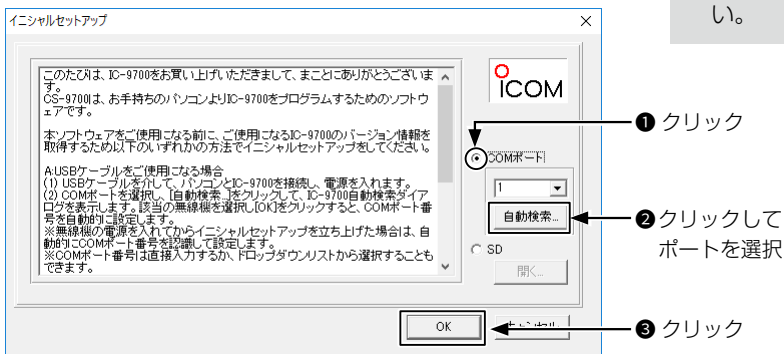 い。
イニシャルセットアップ
このたびは、IC-9700をお買い上げいただきまして、まことにありがとうございま
す。
CS-9700は、お手持ちのパソコンよりIC-9700をプログラムするためのソフトウ
ェアです。
本ソフトウェアをご使用になる前に、ご使用になるIC-9700のバージョン情報を
取得するため以下のいずれかの方法でイニシャルセットアップをしてください。
A:USBケーブルをご使用になる場合
(1) USBケーブルを介して、パソコンとIC-9700を接続し、電源を入れます。
(2) COMポートを選択し、[自動検索..]をクリックして、IC-9700自動検索ダイア
ログを表示します。該当の無線機を選択し[OK]をクリックすると、COMポート番
号を自動的に設定します。
※無線機の電源を入れてからイニシャルセットアップを立ち上げた場合は、自
動的にCOMポート番号を認識して設定します。
※COMポート番号は直接入力するか、ドロップダウンリストから選択することも
できます。
ICOM
COMポート
1
自動検索...
SD
開く...
OK
キャンセル
❶ クリック
❷クリックして
ポートを選択
❸ クリック